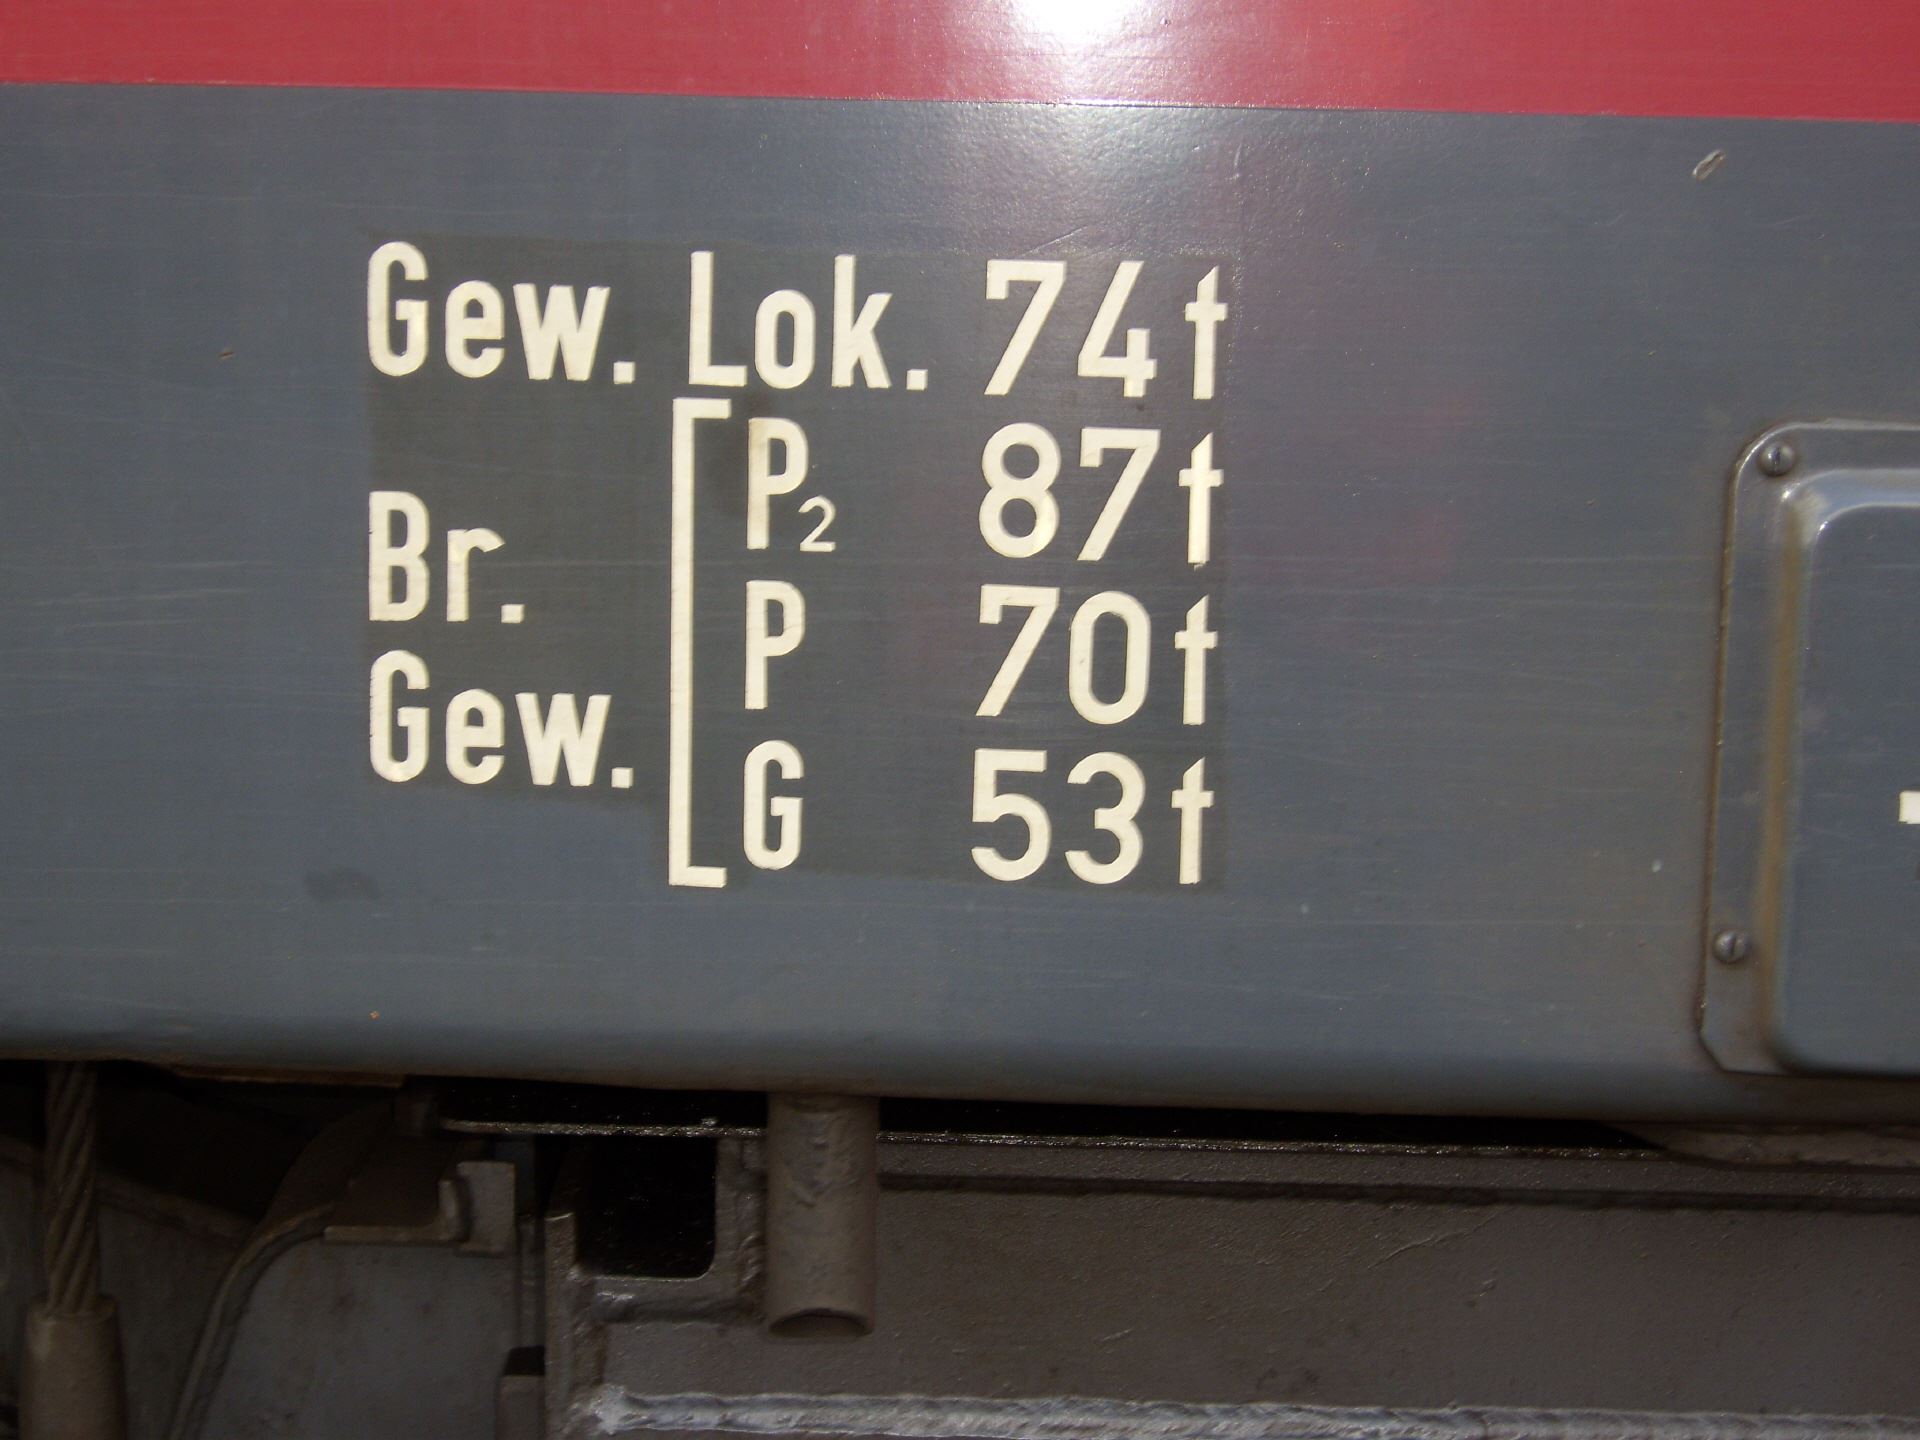 Gew. Lok. 74t
P2 87t
Br. P 70t
Gew. G 53t